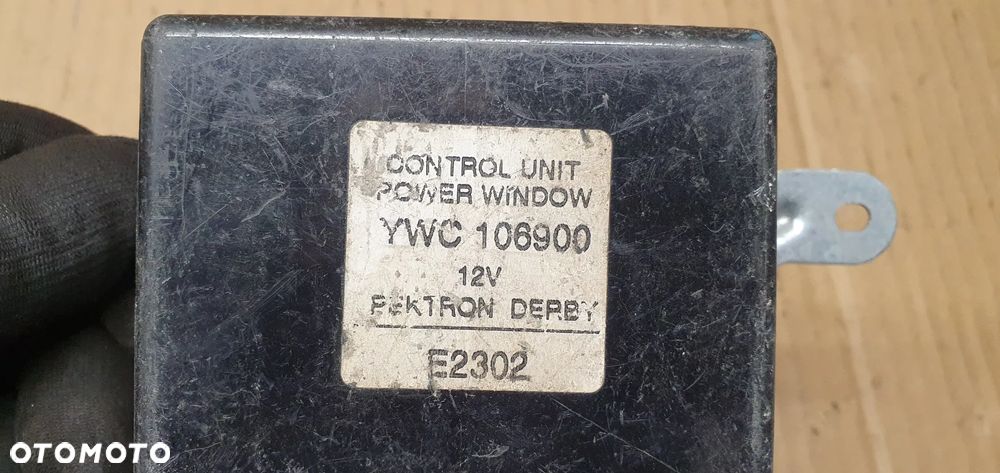 CONTROL UNIT
POWER WINDOW
YWC 106900
12V
PEKTRON DERBY
E2302
OTOMOTO